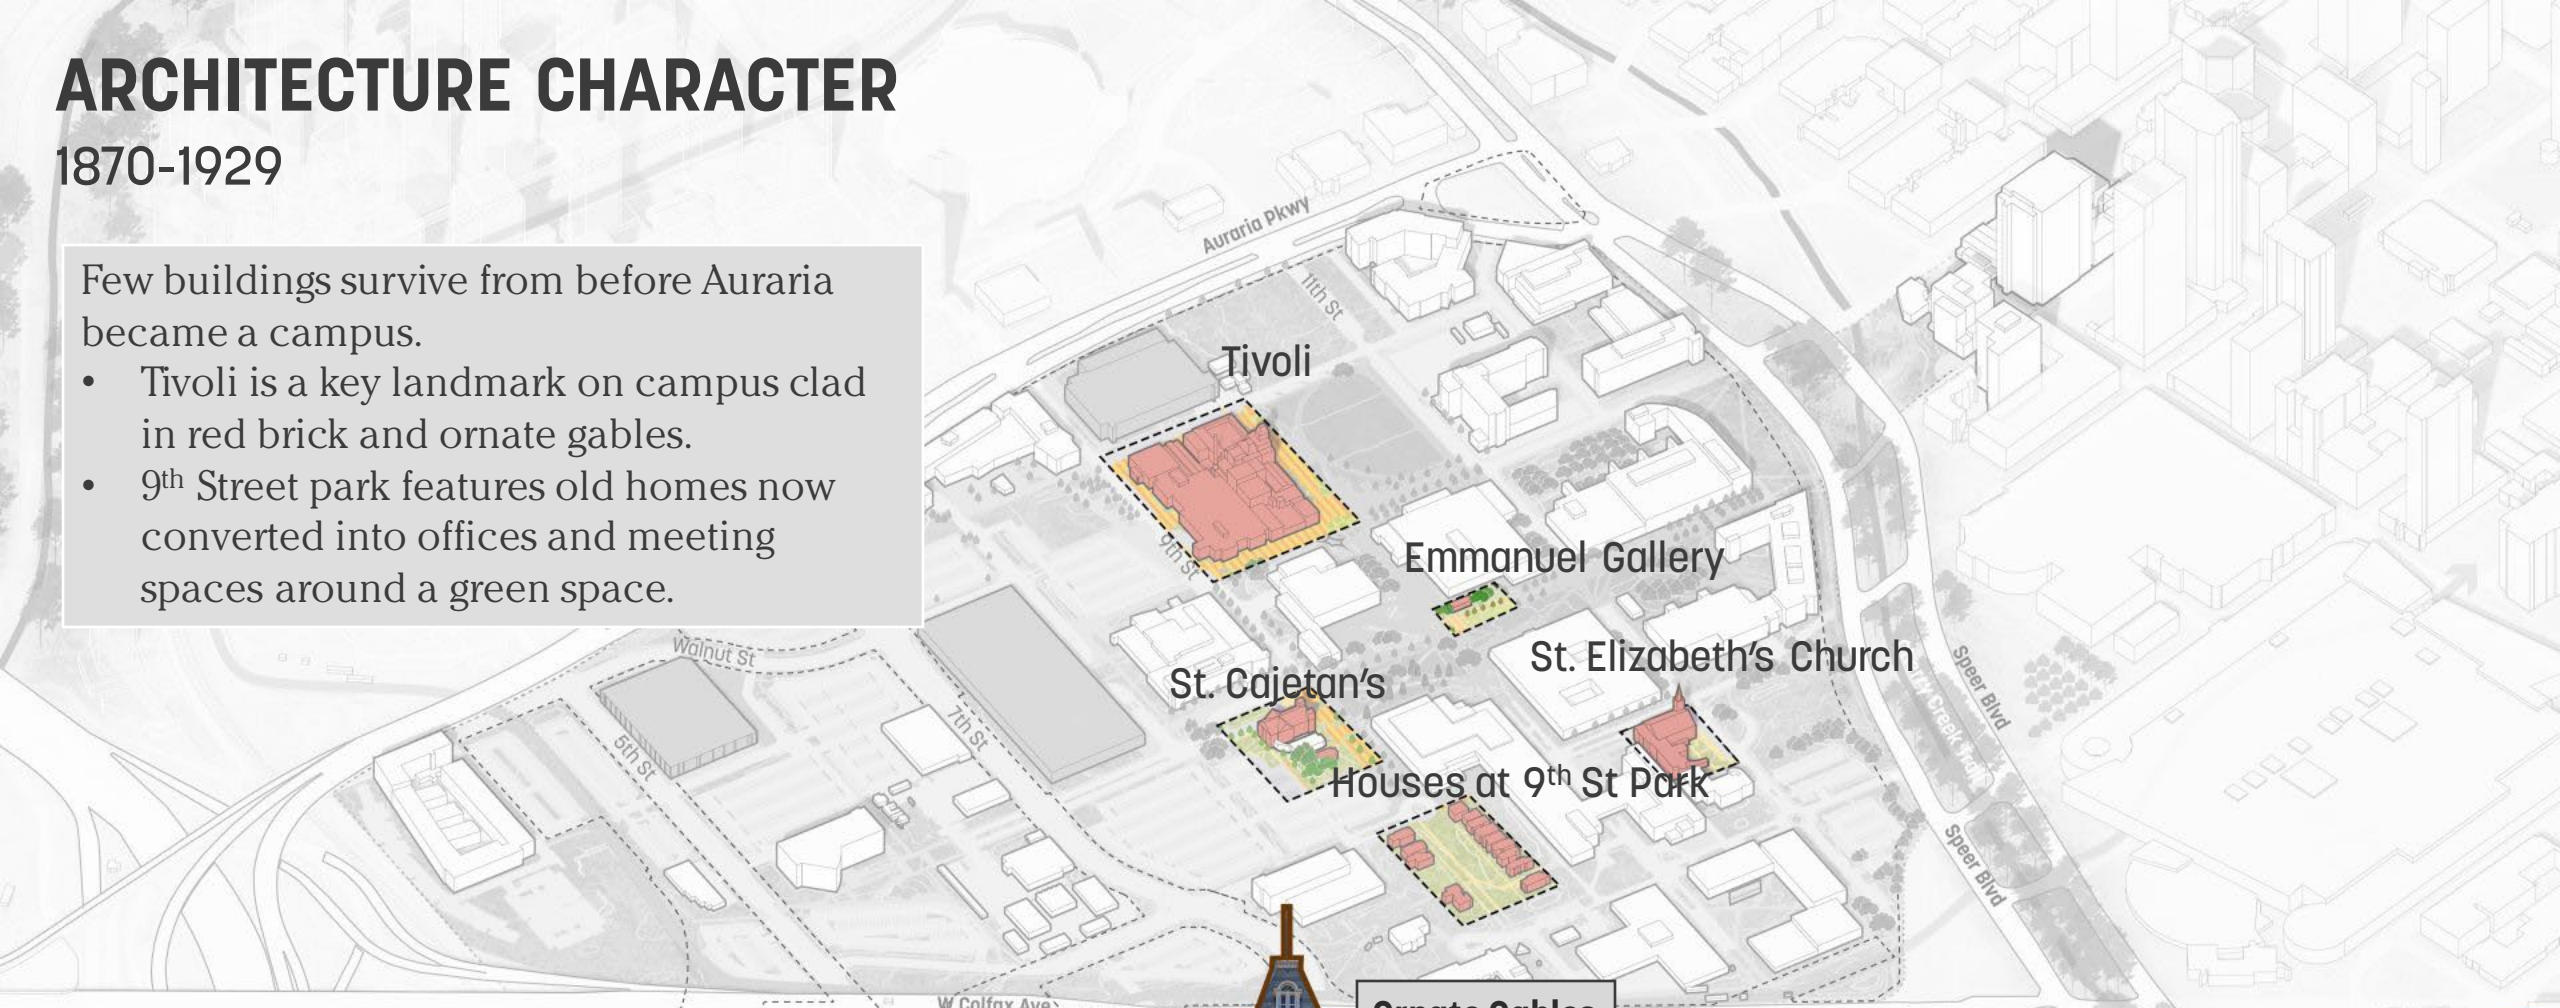 ARCHITECTURE CHARACTER
1870-1929
Few buildings survive from before Auraria
became a campus.
• Tivoli is a key landmark on campus clad
in red brick and ornate gables.
• 9th Street park features old homes now
converted into offices and meeting
spaces around a green space.
Auraria Pkwy
11th St
Tivoli
9th St
Emmanuel Gallery
St. Elizabeth's Church
St. Cajetan's
Houses at 9th St Park
Walnut St
5th St
7th St
Speer Blvd
Speer Blvd
Creek
W Colfax Ave
Ornate Gables